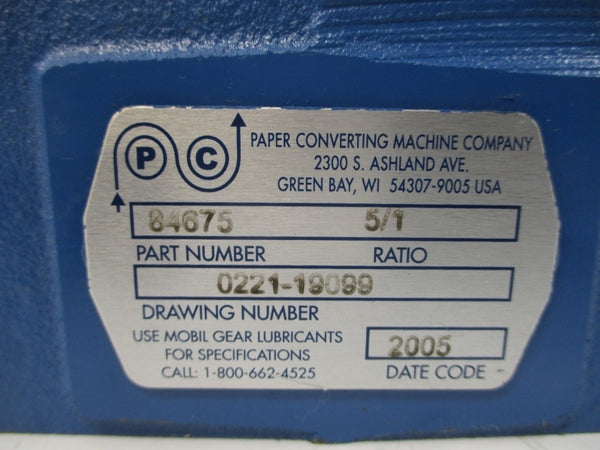 P C
PAPER CONVERTING MACHINE COMPANY
2300 S. ASHLAND AVE.
GREEN BAY, WI 54307-9005 USA
84675 5/1
PART NUMBER RATIO
0221-19099
DRAWING NUMBER
USE MOBIL GEAR LUBRICANTS
FOR SPECIFICATIONS
CALL: 1-800-662-4525
2005
DATE CODE -